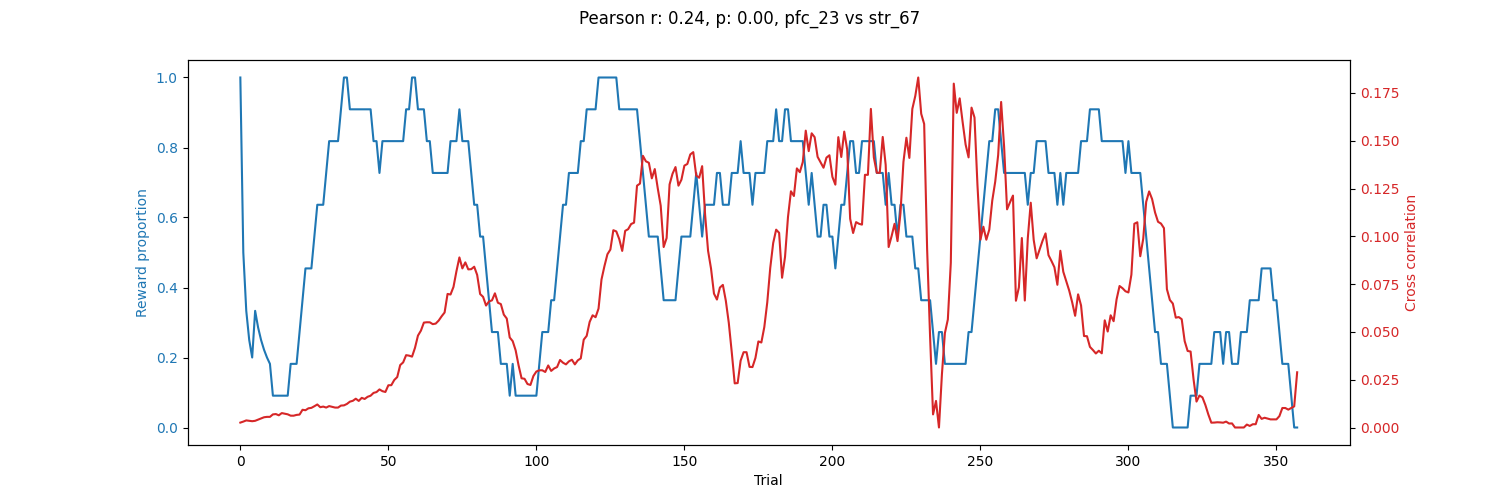 Pearson r: 0.24, p: 0.00, pfc_23 vs str_67
1.0
0.8
0.6
0.4
0.2
0.0
Reward proportion
0.175
0.150
0.125
0.100
0.075
0.050
0.025
0.000
Cross correlation
0 50 100 150 200 250 300 350
Trial